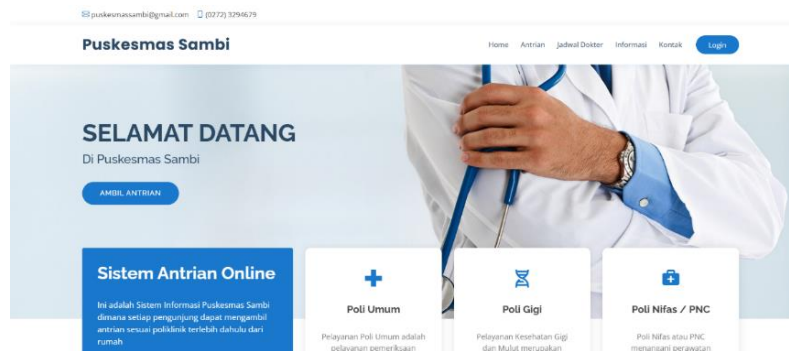 puskesmassambi@gmail.com (0272) 3294679
Puskesmas Sambi
Home Antrian Jadwal Dokter Informasi Kontak Login
SELAMAT DATANG
Di Puskesmas Sambi
AMBIL ANTRIAN
Sistem Antrian Online
Ini adalah Sistem Informasi Puskesmas Sambi
dimana setiap pengunjung dapat mengambil
antrian sesuai poliklinik terlebih dahulu dari
rumah
Poli Umum
Pelayanan Poli Umum adalah
pelayanan pemeriksaan
Poli Gigi
Pelayanan Kesehatan Gigi
dan Mulut merupakan
Poli Nifas / PNC
Poli Nifas atau PNC
menangani perawatan